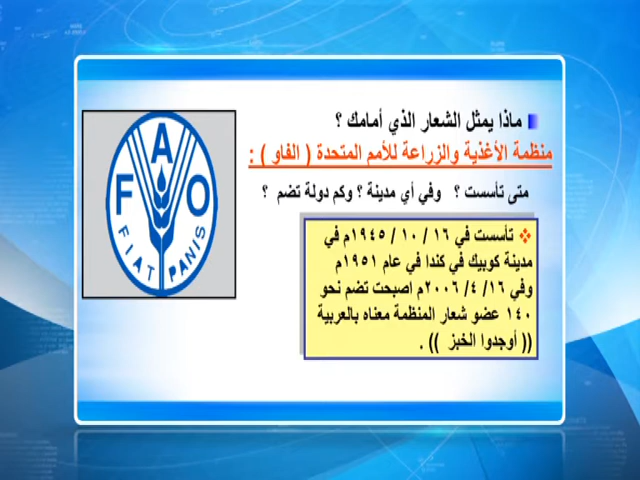 ماذا يمثل الشعار الذي أمامك ؟
منظمة الأغذية والزراعة للأمم المتحدة ( الفاو ) :
متى تأسست ؟ وفي أي مدينة ؟ وكم دولة تضم ؟
تأسست في ١٦ / ١٠ / ١٩٤٥م في
مدينة كوبيك في كندا في عام ١٩٥١م
وفي ١٦/ ٤/ ٢٠٠٦م اصبحت تضم نحو
١٤٠ عضو شعار المنظمة معناه بالعربية
(( أوجدوا الخبز )) .
F A O
FIAT PANIS